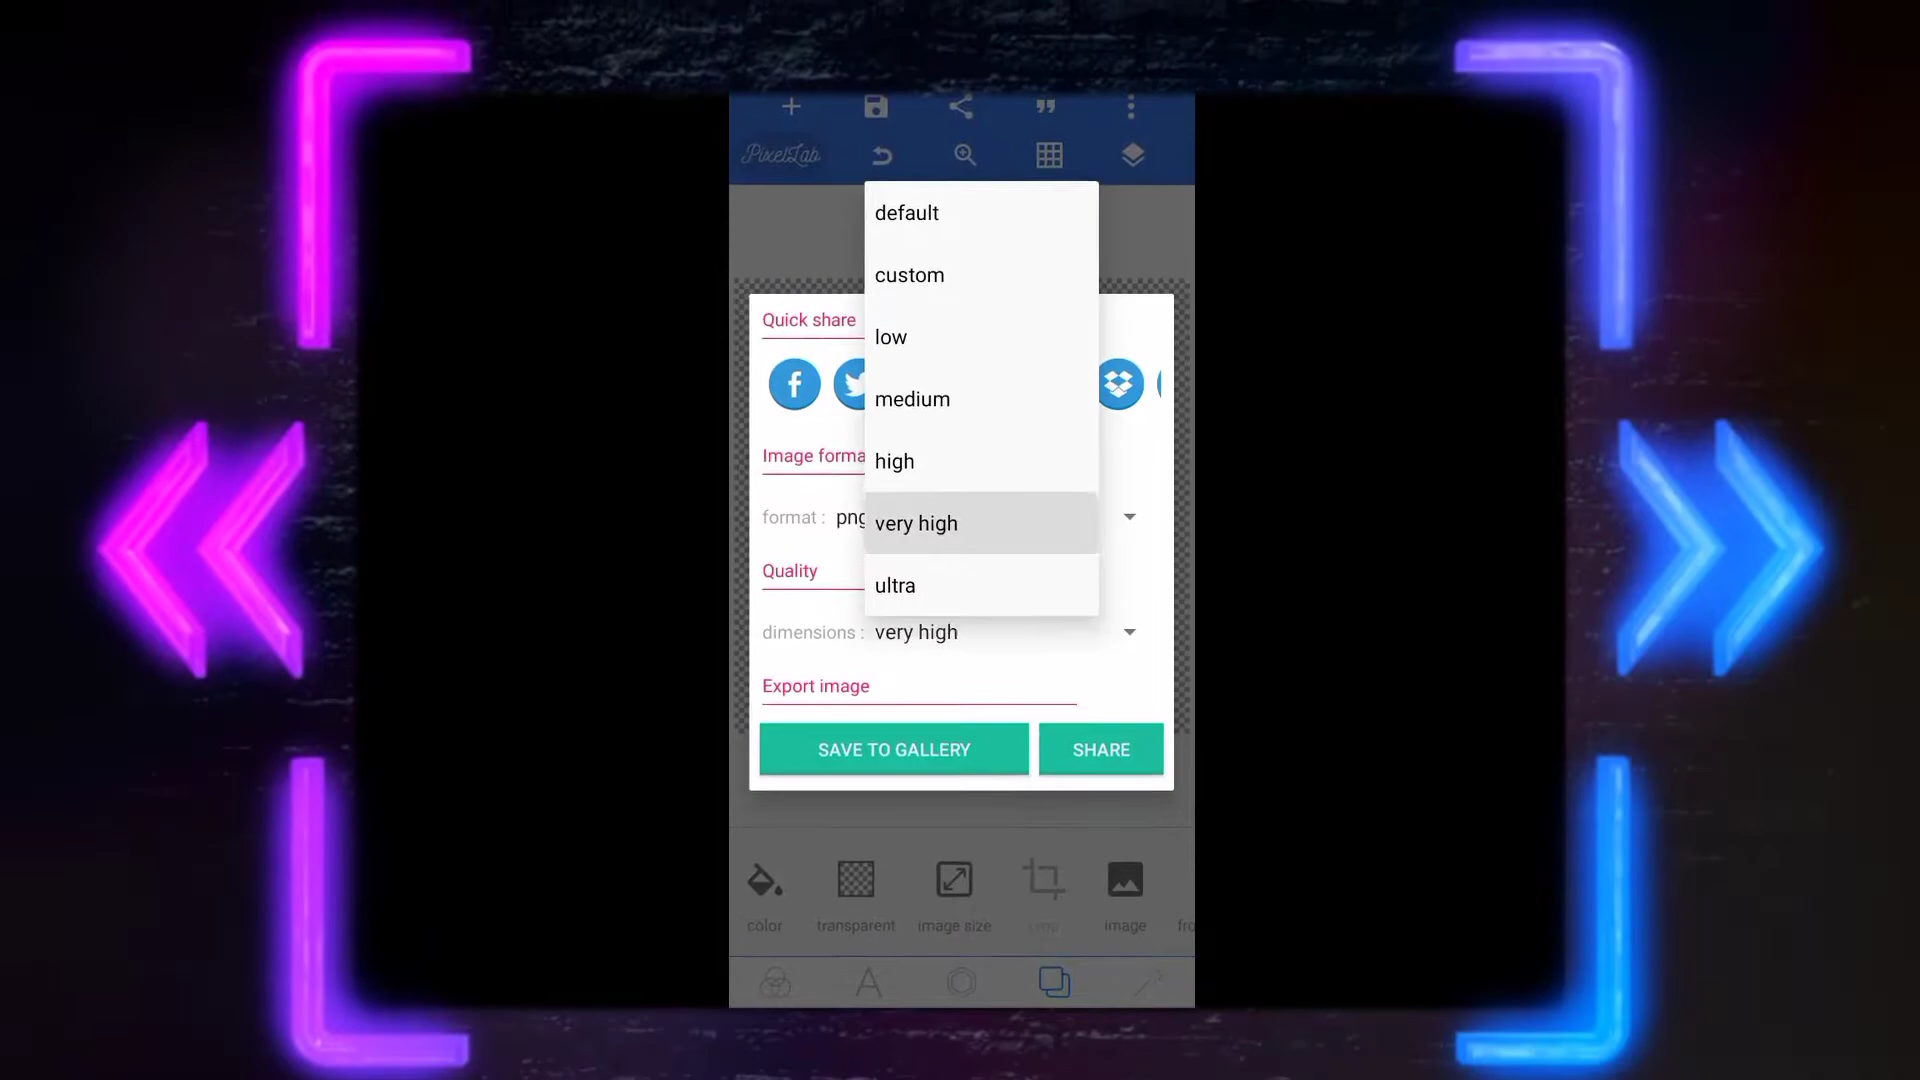 PixelLab
default
custom
low
medium
high
very high
ultra
Quick share
Image forma
format : png
Quality
dimensions : very high
Export image
SAVE TO GALLERY
SHARE
color
transparent
image size
crop
image
fro